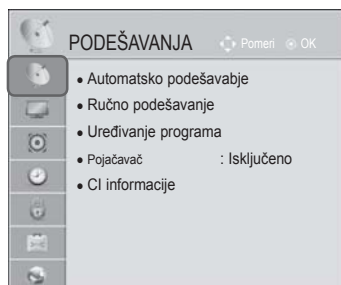 PODEŠAVANJA Pomeri OK
Automatsko podešavabje
Ručno podešavanje
Uređivanje programa
Pojačavač : Isključeno
CI informacije